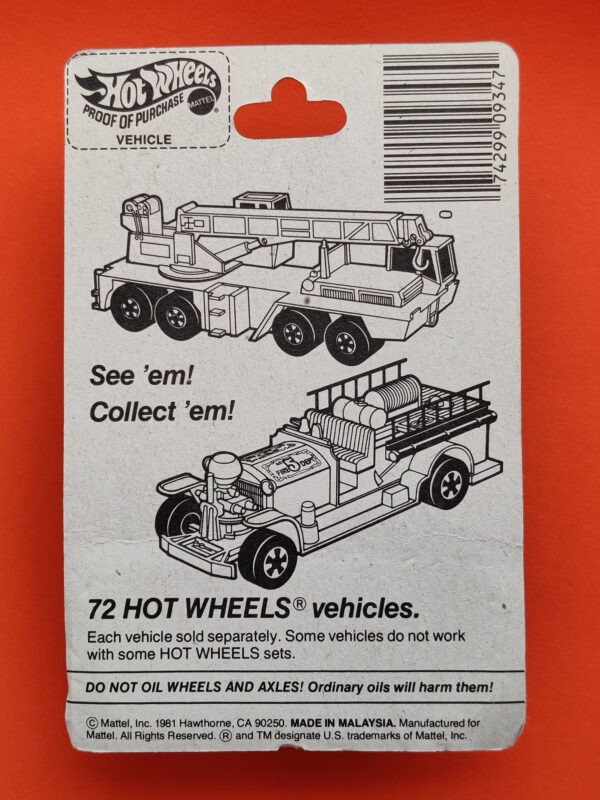 Hot Wheels
MATTEL
PROOF OF PURCHASE
VEHICLE
74299 09347
See 'em!
Collect 'em!
5
FIRE DEPT.
72 HOT WHEELS® vehicles.
Each vehicle sold separately. Some vehicles do not work
with some HOT WHEELS sets.
DO NOT OIL WHEELS AND AXLES! Ordinary oils will harm them!
© Mattel, Inc. 1981 Hawthorne, CA 90250. MADE IN MALAYSIA. Manufactured for
Mattel. All Rights Reserved. ® and TM designate U.S. trademarks of Mattel, Inc.